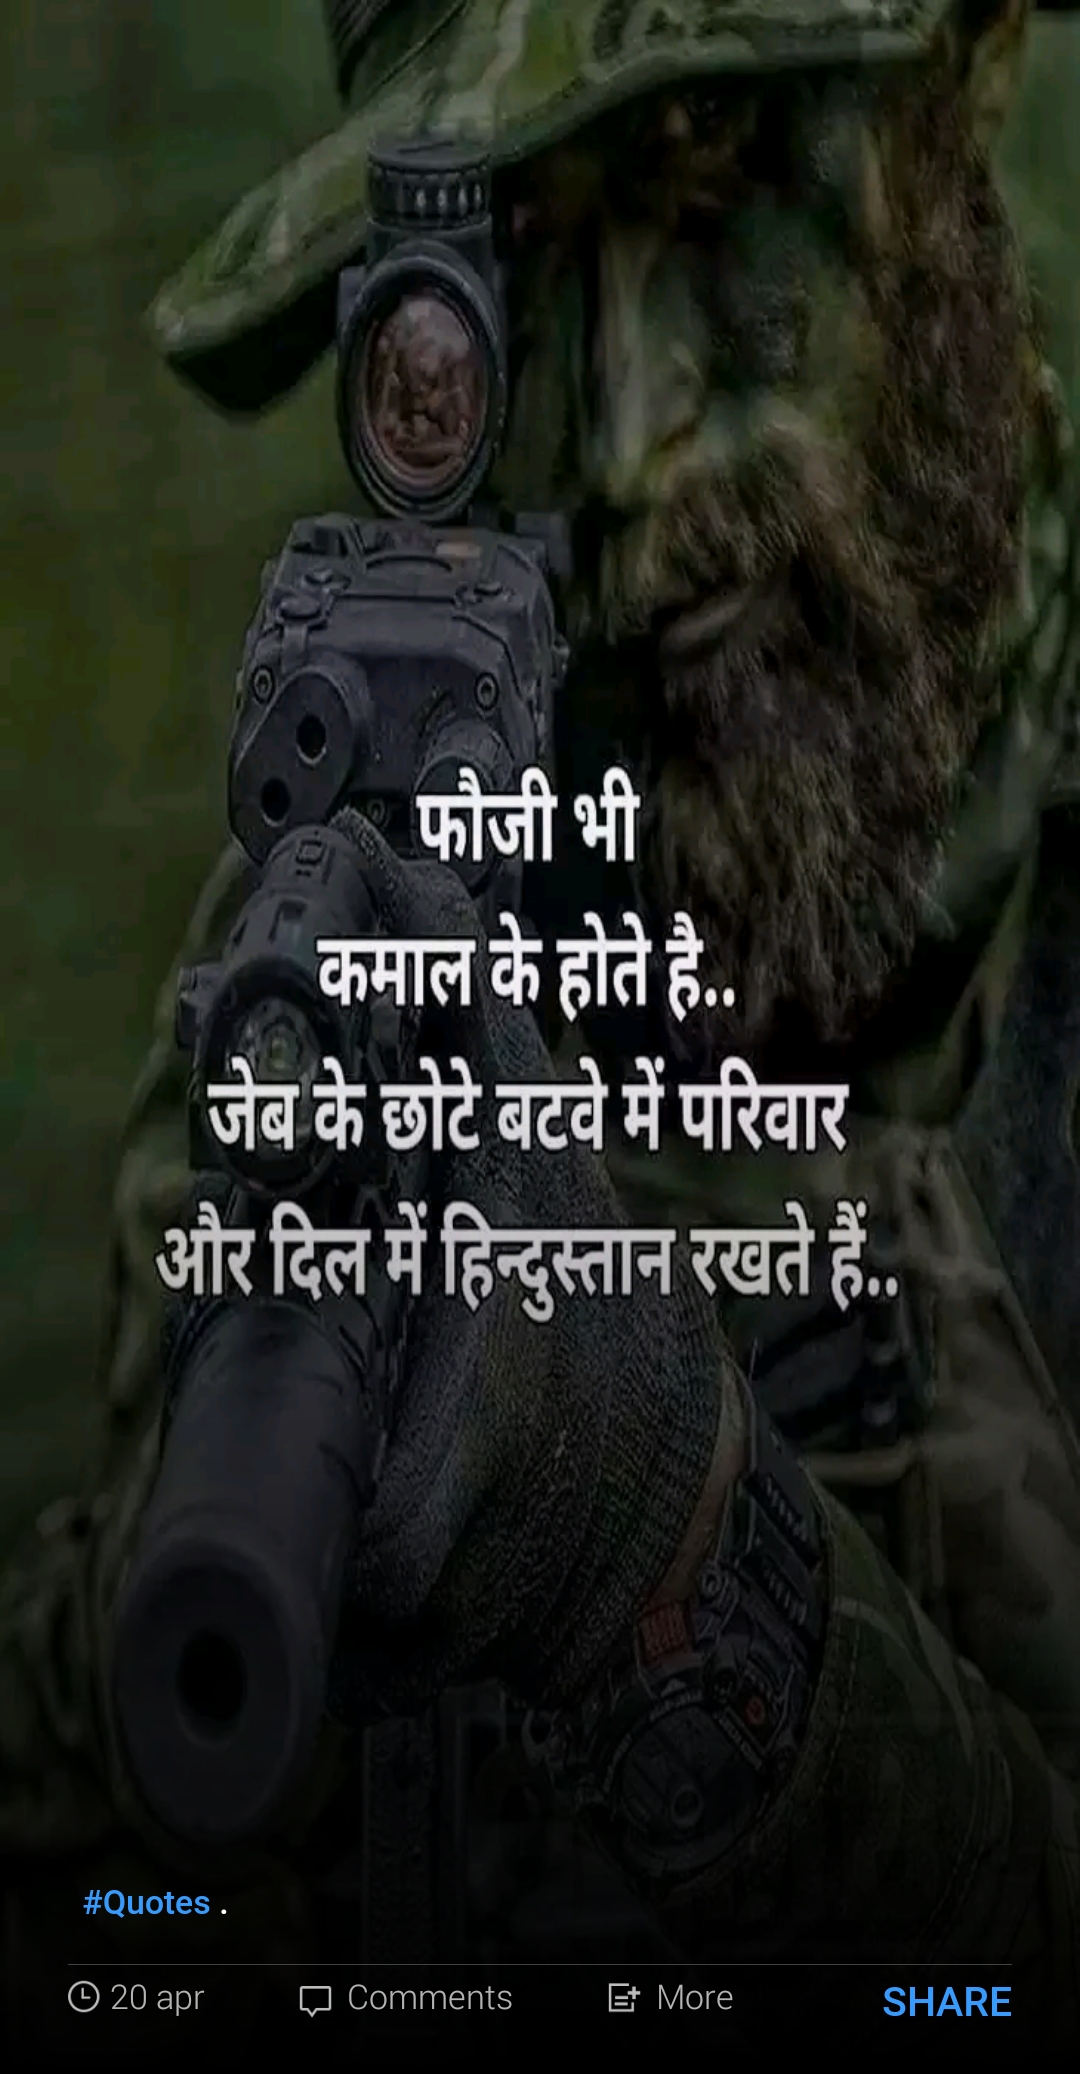 फौजी भी
कमाल के होते है..
जेब के छोटे बटवे में परिवार
और दिल में हिन्दुस्तान रखते हैं..
#Quotes .
20 apr Comments More SHARE